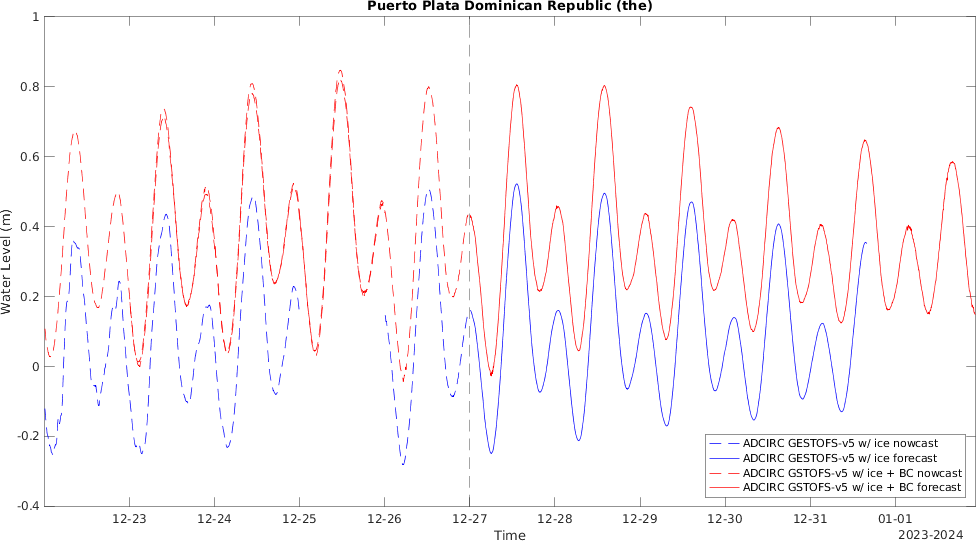 Puerto Plata Dominican Republic (the)
1
0.8
0.6
0.4
0.2
0
-0.2
-0.4
Water Level (m)
12-23
12-24
12-25
12-26
12-27
12-28
12-29
12-30
12-31
01-01
Time
2023-2024
ADCIRC GESTOFS-v5 w/ ice nowcast
ADCIRC GESTOFS-v5 w/ ice forecast
ADCIRC GSTOFS-v5 w/ ice + BC nowcast
ADCIRC GSTOFS-v5 w/ ice + BC forecast